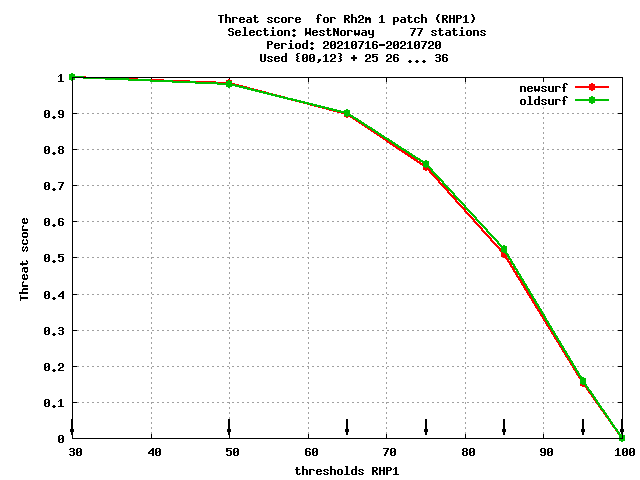 Threat score  for Rh2m 1 patch (RHP1)
Selection: WestNorway     77 stations
Period: 20210716-20210720
Used {00,12} + 25 26 ... 36
newsurf
oldsurf
1
0.9
0.8
0.7
0.6
0.5
0.4
0.3
0.2
0.1
0
Threat score
30 40 50 60 70 80 90 100
thresholds RHP1